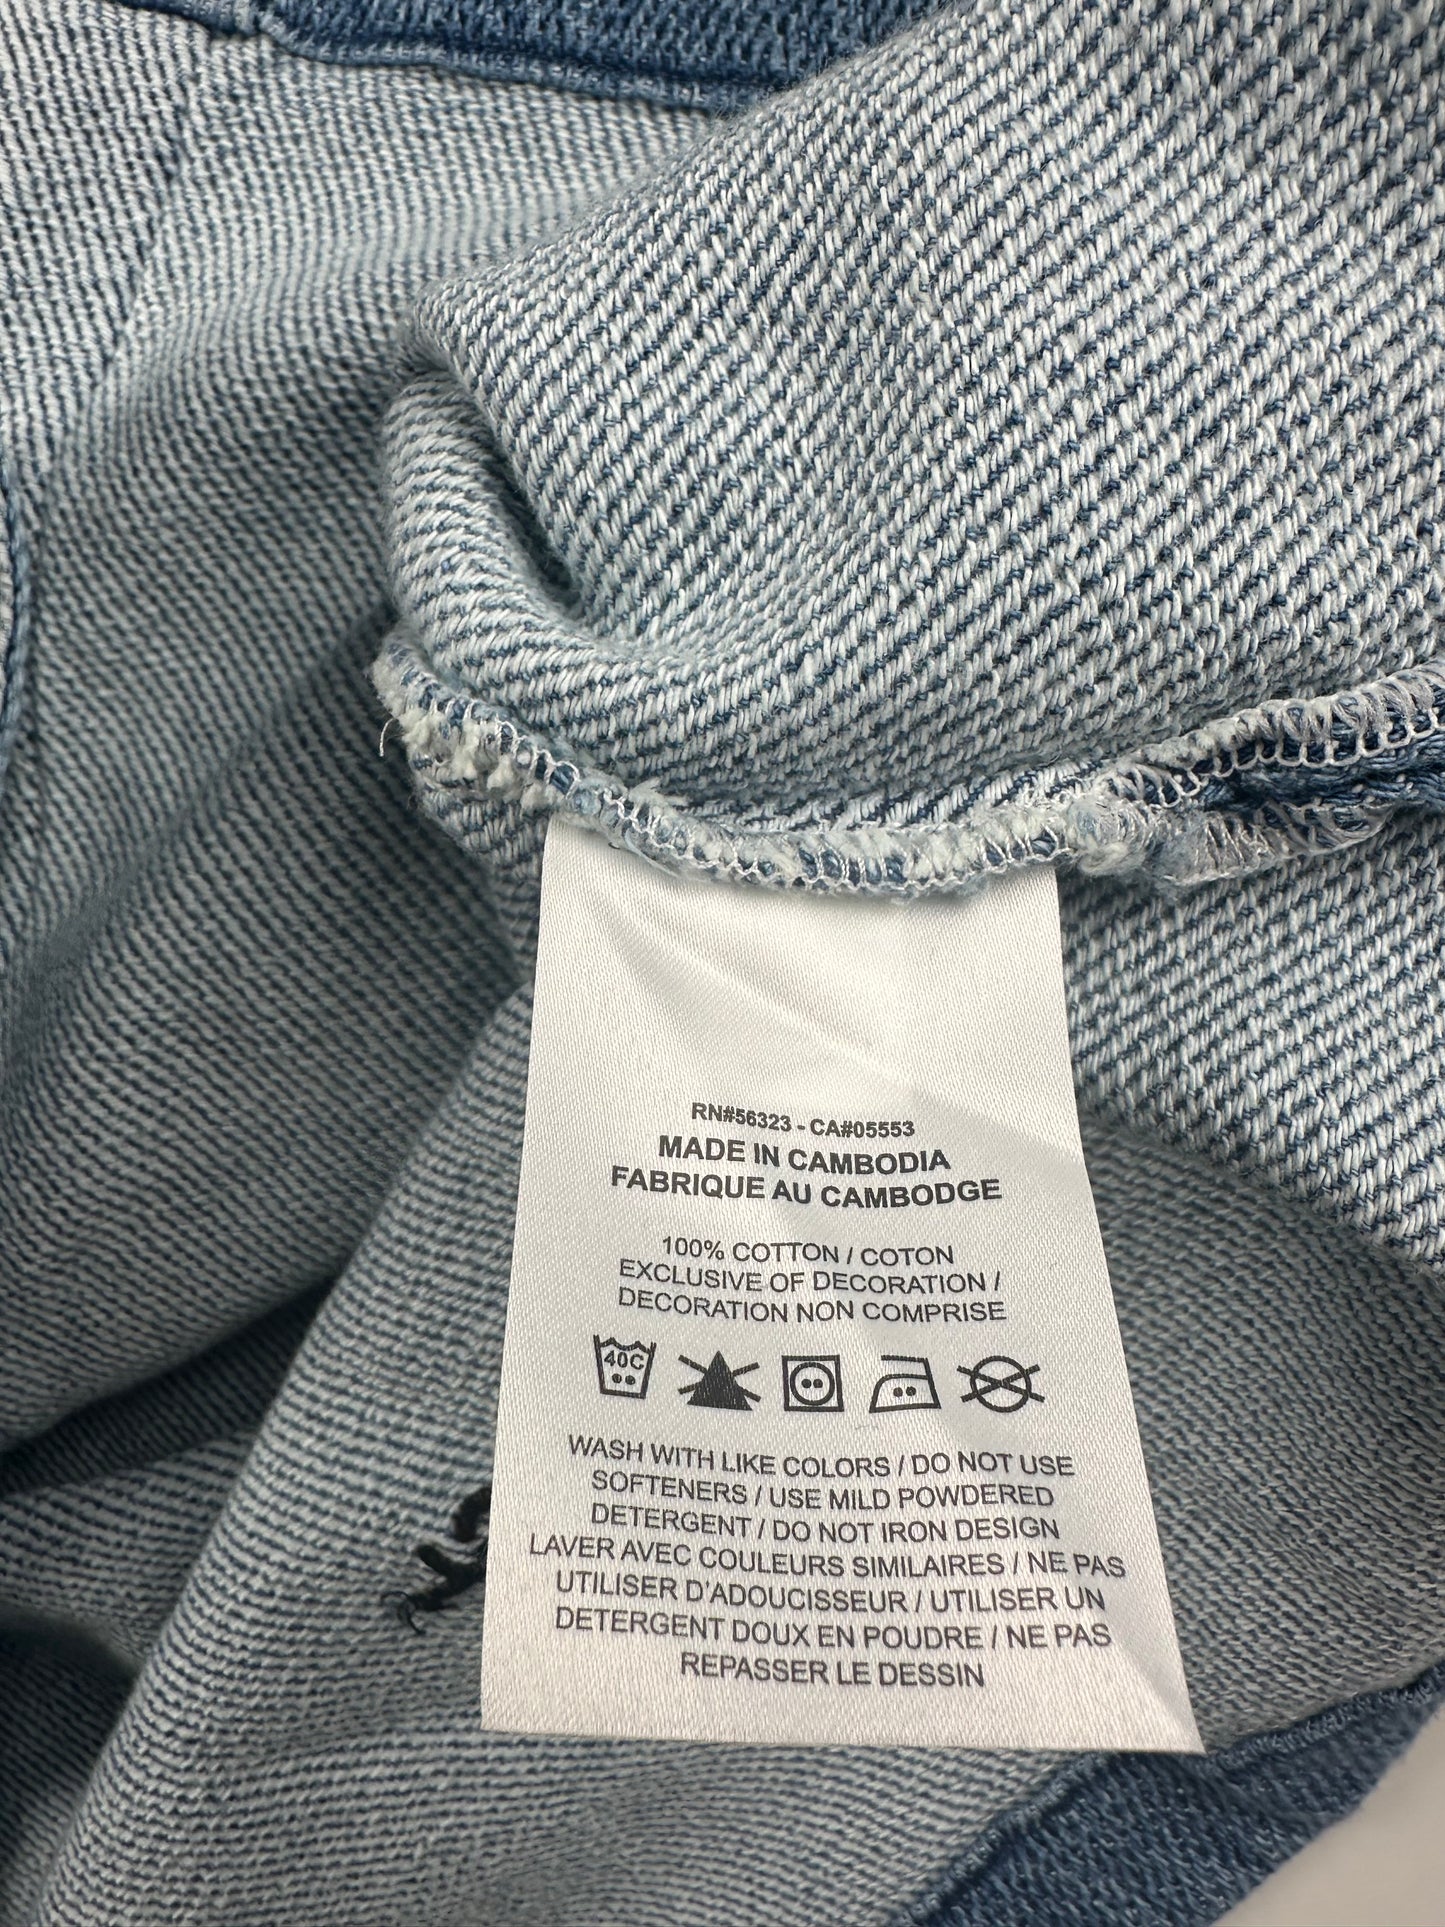 RN#56323 - CA#05553
MADE IN CAMBODIA
FABRIQUE AU CAMBODGE
100% COTTON / COTON
EXCLUSIVE OF DECORATION /
DECORATION NON COMPRISE
40C
WASH WITH LIKE COLORS / DO NOT USE
SOFTENERS / USE MILD POWDERED
DETERGENT / DO NOT IRON DESIGN
LAVER AVEC COULEURS SIMILAIRES / NE PAS
UTILISER D'ADOUCISSEUR / UTILISER UN
DETERGENT DOUX EN POUDRE / NE PAS
REPASSER LE DESSIN